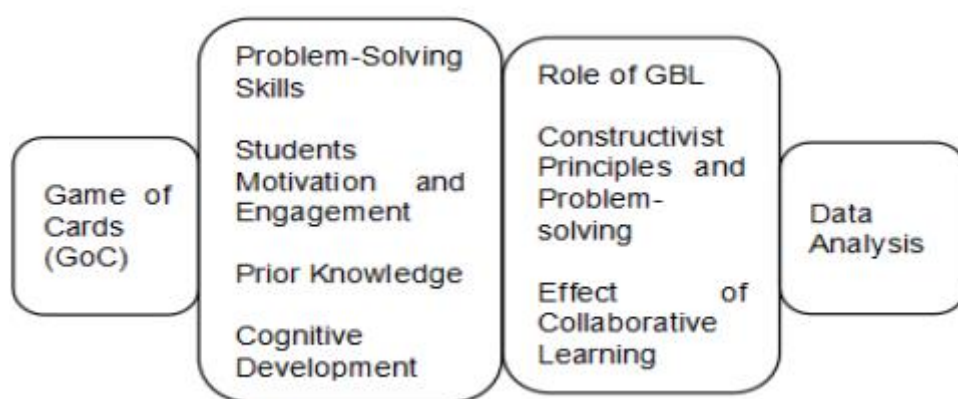 Game of
Cards
(GoC)
Problem-Solving
Skills
Students
Motivation and
Engagement
Prior Knowledge
Cognitive
Development
Role of GBL
Constructivist
Principles and
Problem-
solving
Effect of
Collaborative
Learning
Data
Analysis